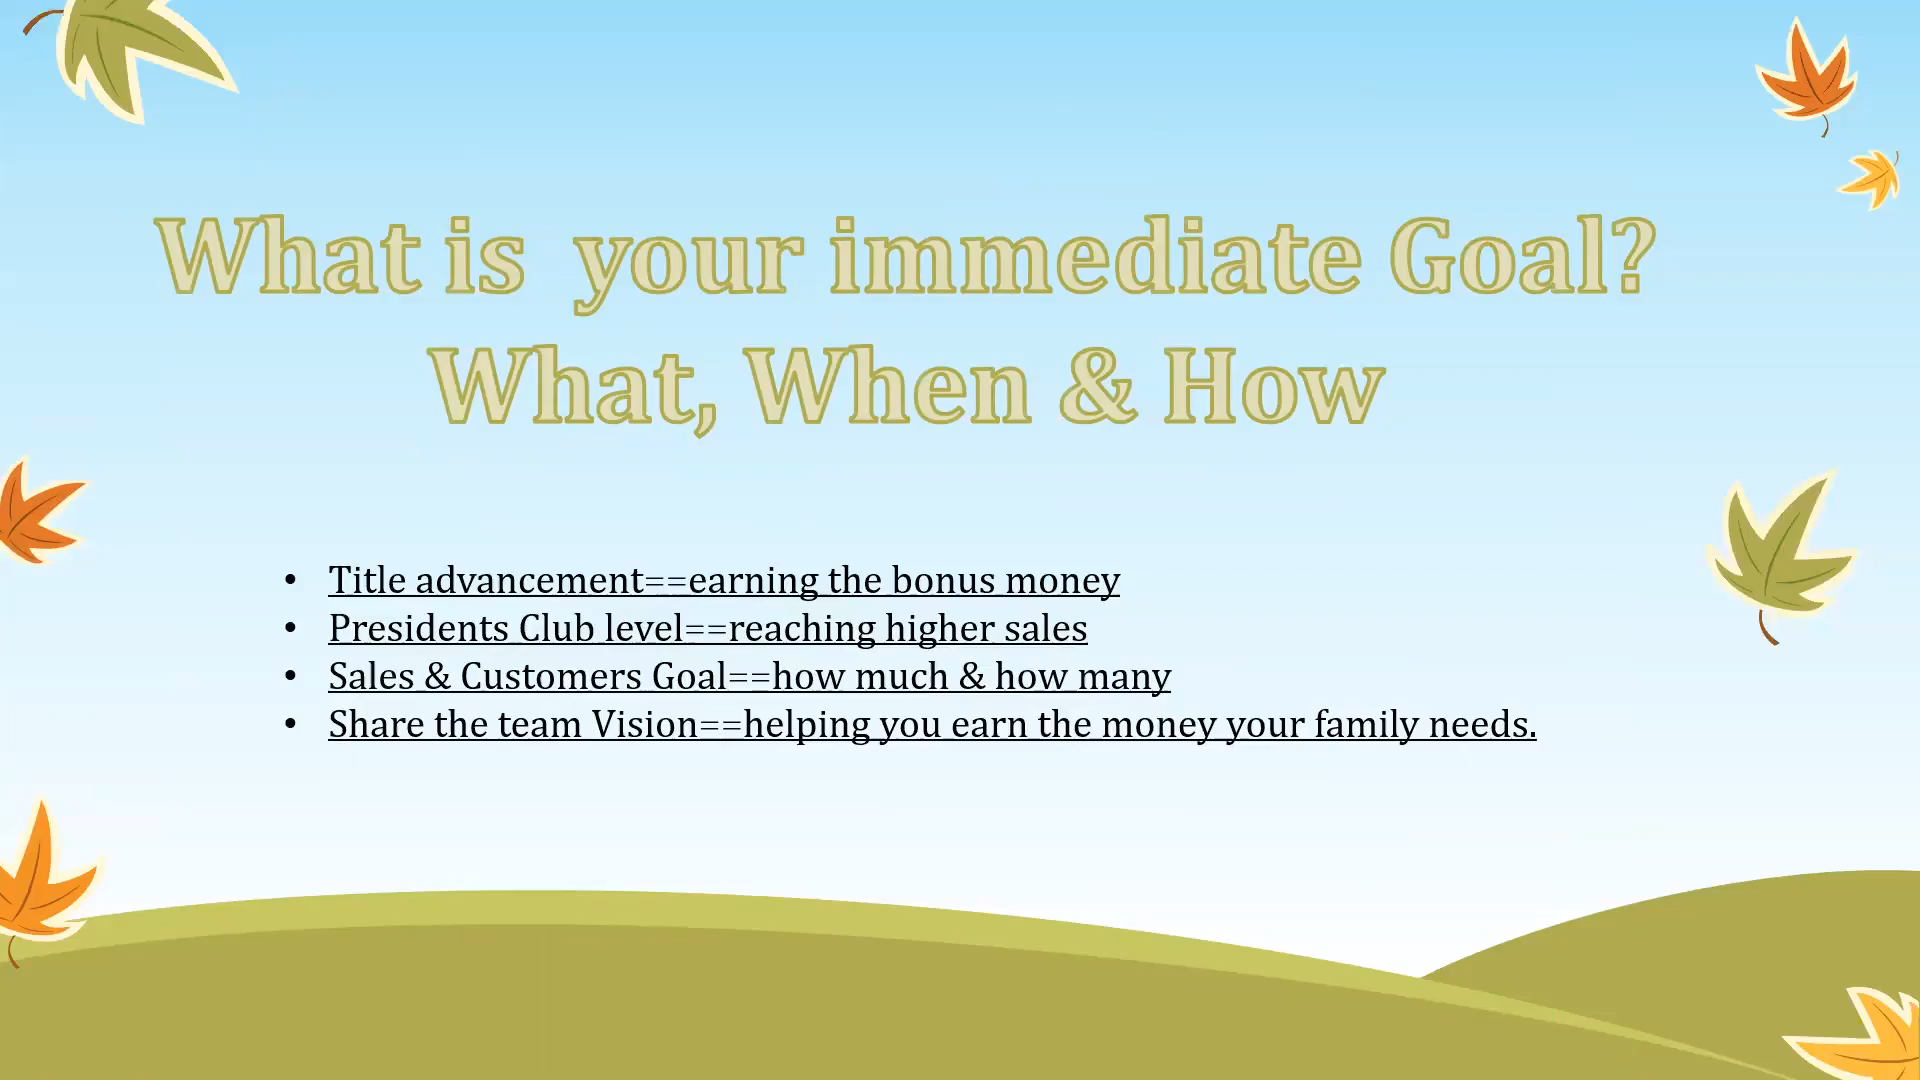 What is  your immediate Goal?
What, When & How
• Title advancement==earning the bonus money
• Presidents Club level==reaching higher sales
• Sales & Customers Goal==how much & how many
• Share the team Vision==helping you earn the money your family needs.